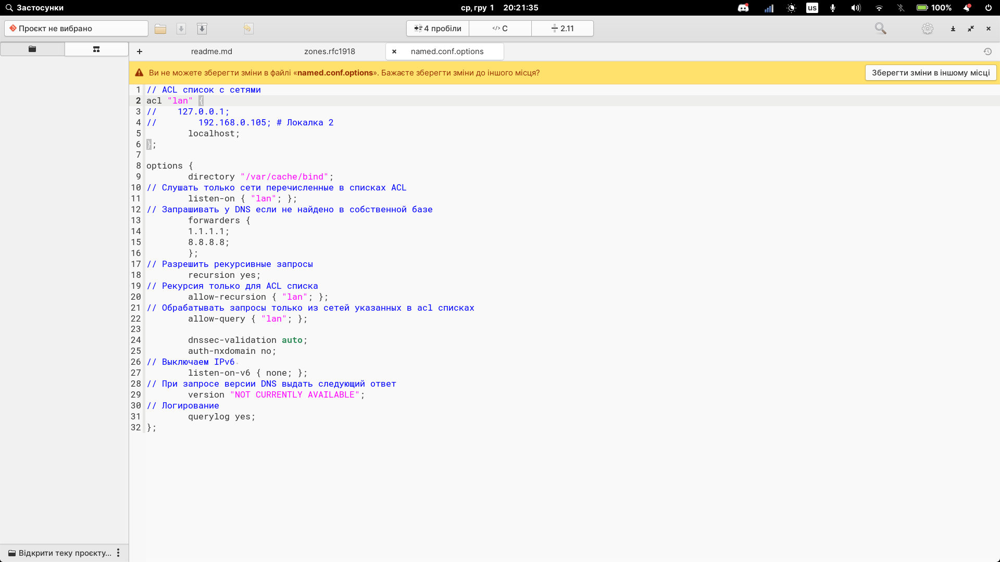 Застосунки
ср, гру 1 20:21:35
us
100%
Проєкт не вибрано
4 пробіли
</> C
2.11
readme.md
zones.rfc1918
named.conf.options
Ви не можете зберегти зміни в файлі «named.conf.options». Бажаєте зберегти зміни до іншого місця?
Зберегти зміни в іншому місці
1 // ACL список с сетями
2 acl "lan" {
3 //    127.0.0.1;
4 //        192.168.0.105; # Локалка 2
5         localhost;
6 };
7
8 options {
9         directory "/var/cache/bind";
10 // Слушать только сети перечисленные в списках ACL
11         listen-on { "lan"; };
12 // Запрашивать у DNS если не найдено в собственной базе
13         forwarders {
14         1.1.1.1;
15         8.8.8.8;
16         };
17 // Разрешить рекурсивные запросы
18         recursion yes;
19 // Рекурсия только для ACL списка
20         allow-recursion { "lan"; };
21 // Обрабатывать запросы только из сетей указанных в acl списках
22         allow-query { "lan"; };
23
24         dnssec-validation auto;
25         auth-nxdomain no;
26 // Выключаем IPv6
27         listen-on-v6 { none; };
28 // При запросе версии DNS выдать следующий ответ
29         version "NOT CURRENTLY AVAILABLE";
30 // Логирование
31         querylog yes;
32 };
Відкрити теку проєкту...